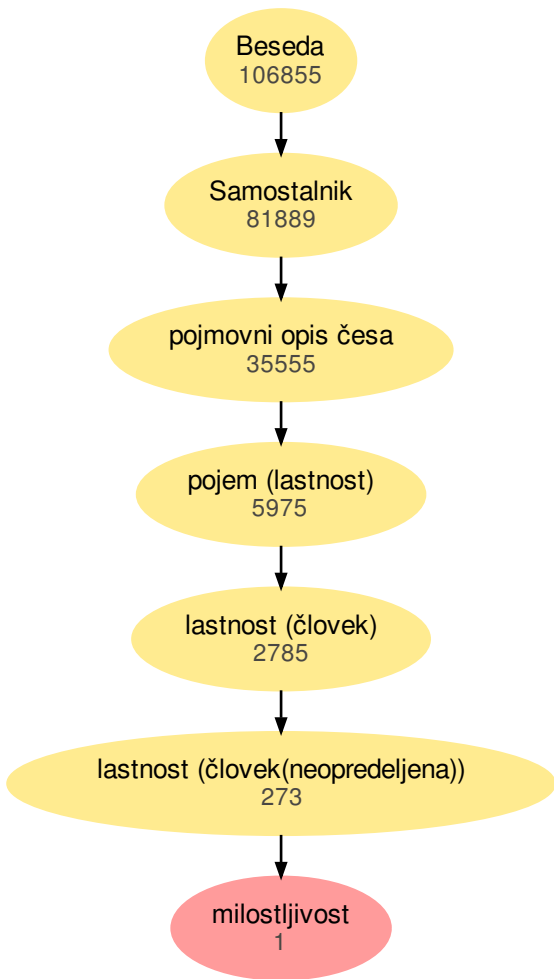 Beseda
106855
Samostalnik
81889
pojmovni opis česa
35555
pojem (lastnost)
5975
lastnost (človek)
2785
lastnost (človek(neopredeljena))
273
milostljivost
1